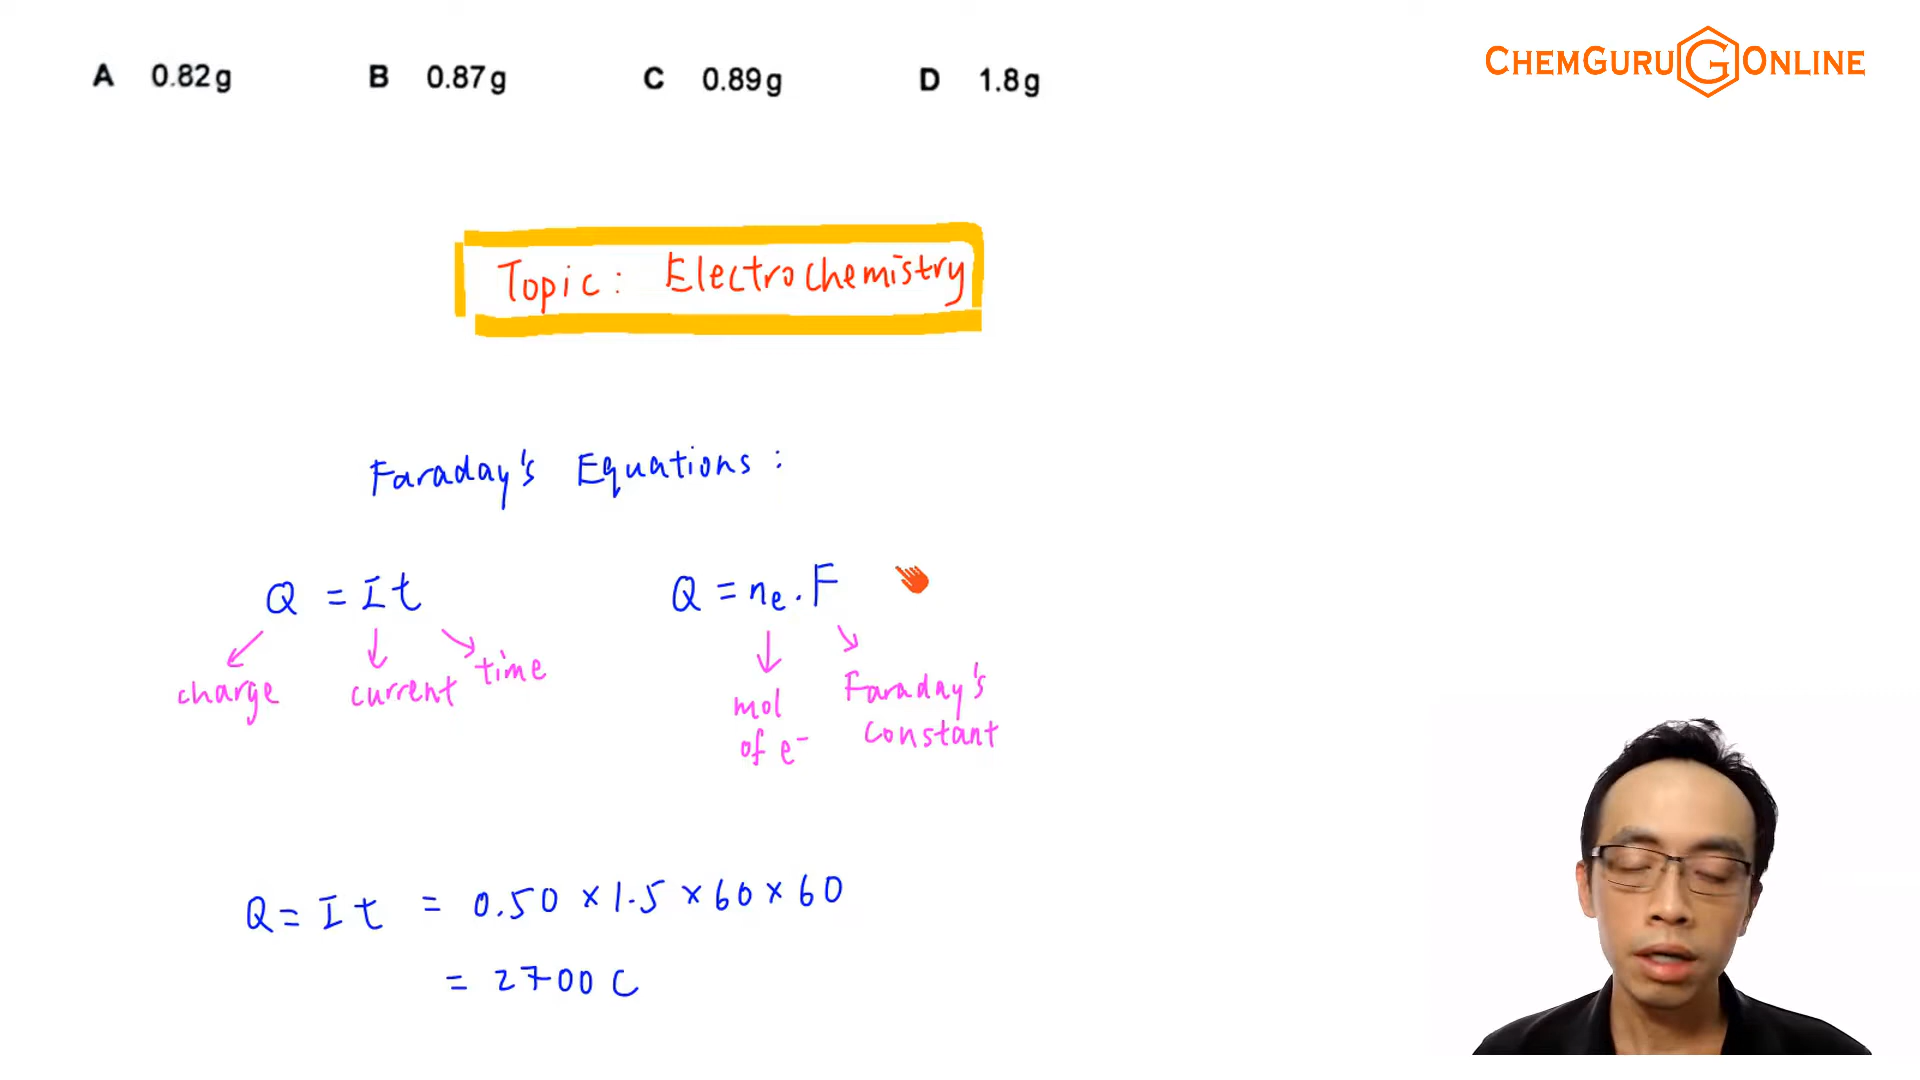 CHEMGURU G ONLINE
A 0.82 g B 0.87 g C 0.89 g D 1.8 g
Topic: Electrochemistry
Faraday's Equations:
Q = It
charge current time
Q = ne.F
mol of e- Faraday's constant
Q = It = 0.50 × 1.5 × 60 × 60
= 2700 C